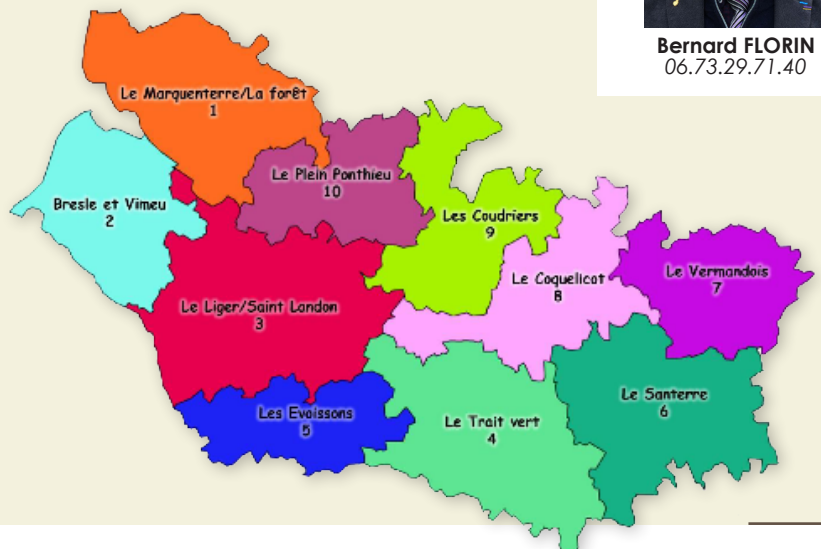 Bernard FLORIN
06.73.29.71.40
Le Marquenterre/La forêt
1
Le Plein Ponthieu
10
Bresle et Vimeu
2
Les Coudriers
9
Le Coquelicot
8
Le Vermandois
7
Le Liger/Saint Landon
3
Les Evoissons
5
Le Trait vert
4
Le Santerre
6